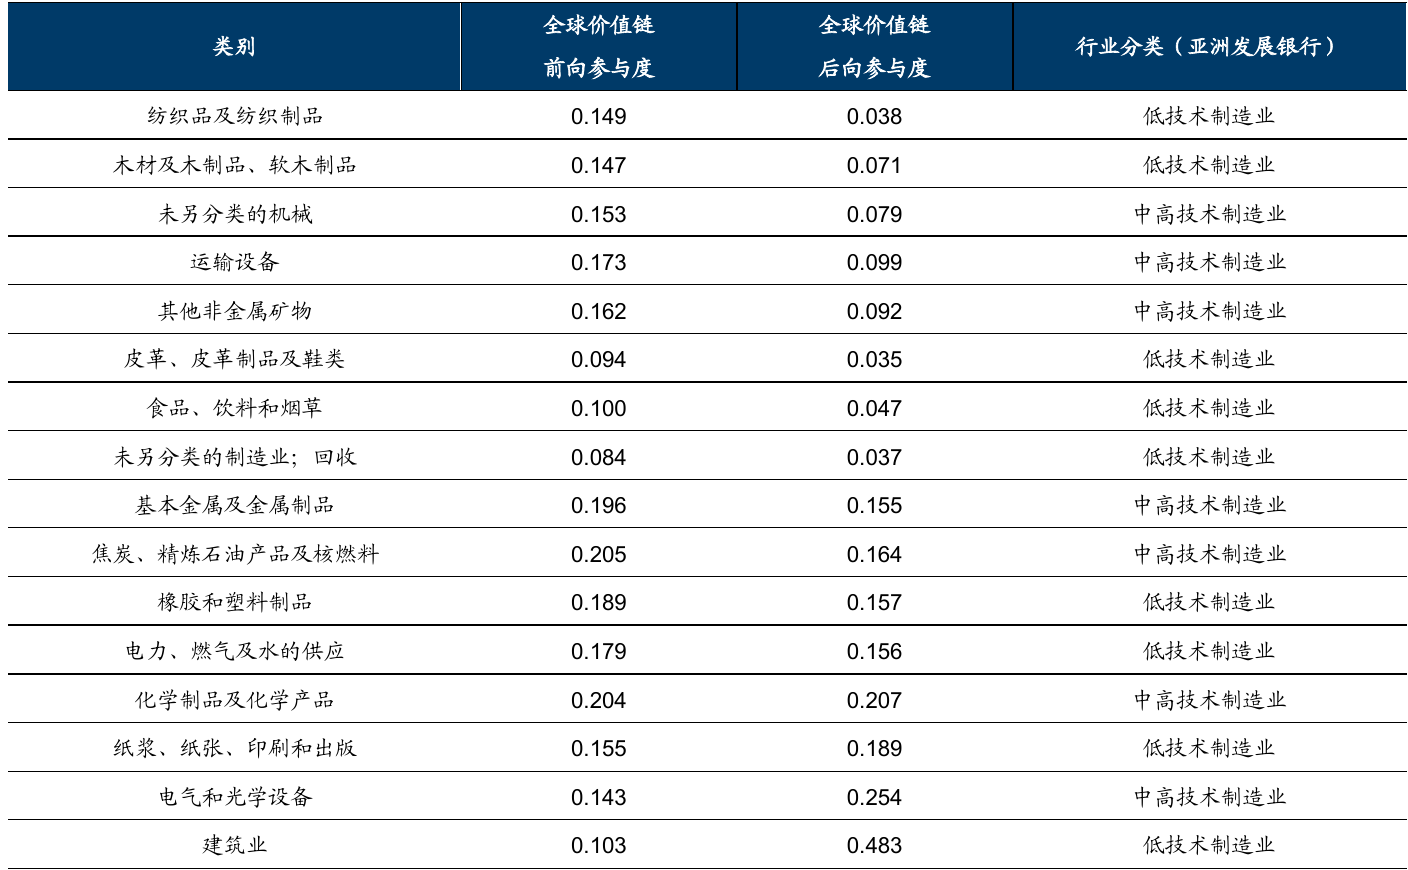 类别 全球价值链前向参与度 全球价值链后向参与度 行业分类（亚洲发展银行）
纺织品及纺织制品 0.149 0.038 低技术制造业
木材及木制品、软木制品 0.147 0.071 低技术制造业
未另分类的机械 0.153 0.079 中高技术制造业
运输设备 0.173 0.099 中高技术制造业
其他非金属矿物 0.162 0.092 中高技术制造业
皮革、皮革制品及鞋类 0.094 0.035 低技术制造业
食品、饮料和烟草 0.100 0.047 低技术制造业
未另分类的制造业；回收 0.084 0.037 低技术制造业
基本金属及金属制品 0.196 0.155 中高技术制造业
焦炭、精炼石油产品及核燃料 0.205 0.164 中高技术制造业
橡胶和塑料制品 0.189 0.157 低技术制造业
电力、燃气及水的供应 0.179 0.156 低技术制造业
化学制品及化学产品 0.204 0.207 中高技术制造业
纸浆、纸张、印刷和出版 0.155 0.189 低技术制造业
电气和光学设备 0.143 0.254 中高技术制造业
建筑业 0.103 0.483 低技术制造业